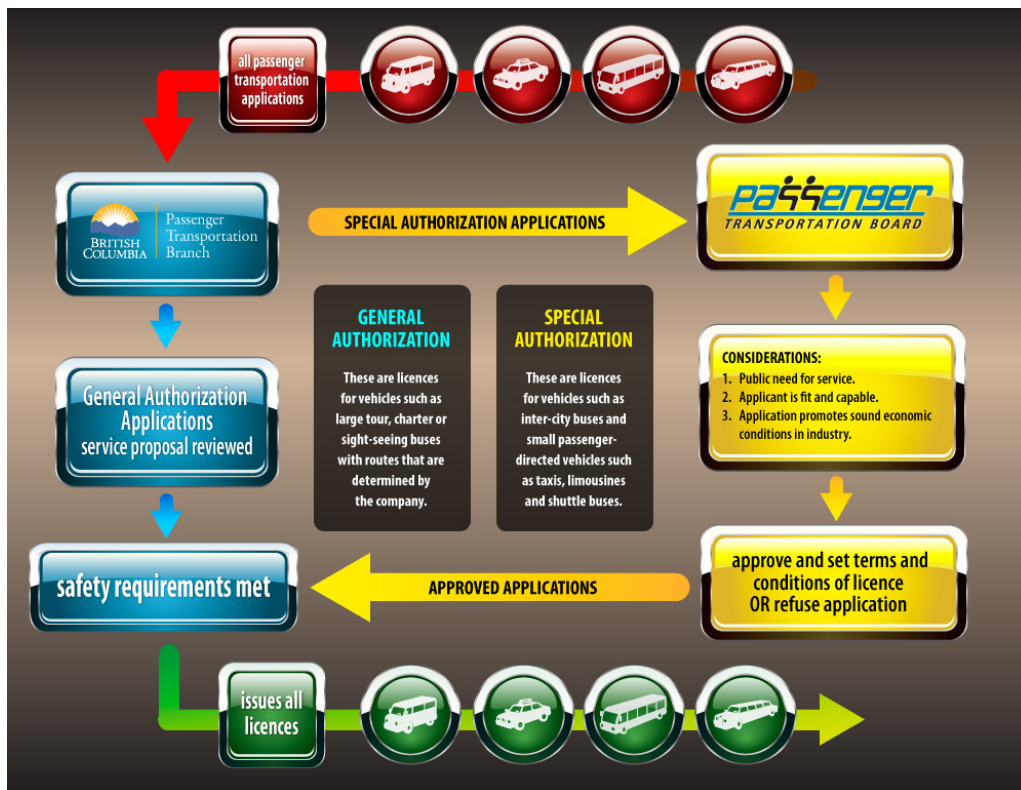 all passenger
transportation
applications
BRITISH
COLUMBIA
Passenger
Transportation
Branch
SPECIAL AUTHORIZATION APPLICATIONS
passenger
TRANSPORTATION BOARD
General Authorization
Applications
service proposal reviewed
GENERAL
AUTHORIZATION
These are licences
for vehicles such as
large tour, charter or
sight-seeing buses
with routes that are
determined by
the company.
SPECIAL
AUTHORIZATION
These are licences
for vehicles such as
inter-city buses and
small passenger-
directed vehicles such
as taxis, limousines
and shuttle buses.
CONSIDERATIONS:
1. Public need for service.
2. Applicant is fit and capable.
3. Application promotes sound economic
conditions in industry.
safety requirements met
APPROVED APPLICATIONS
approve and set terms and
conditions of licence
OR refuse application
issues all
licences